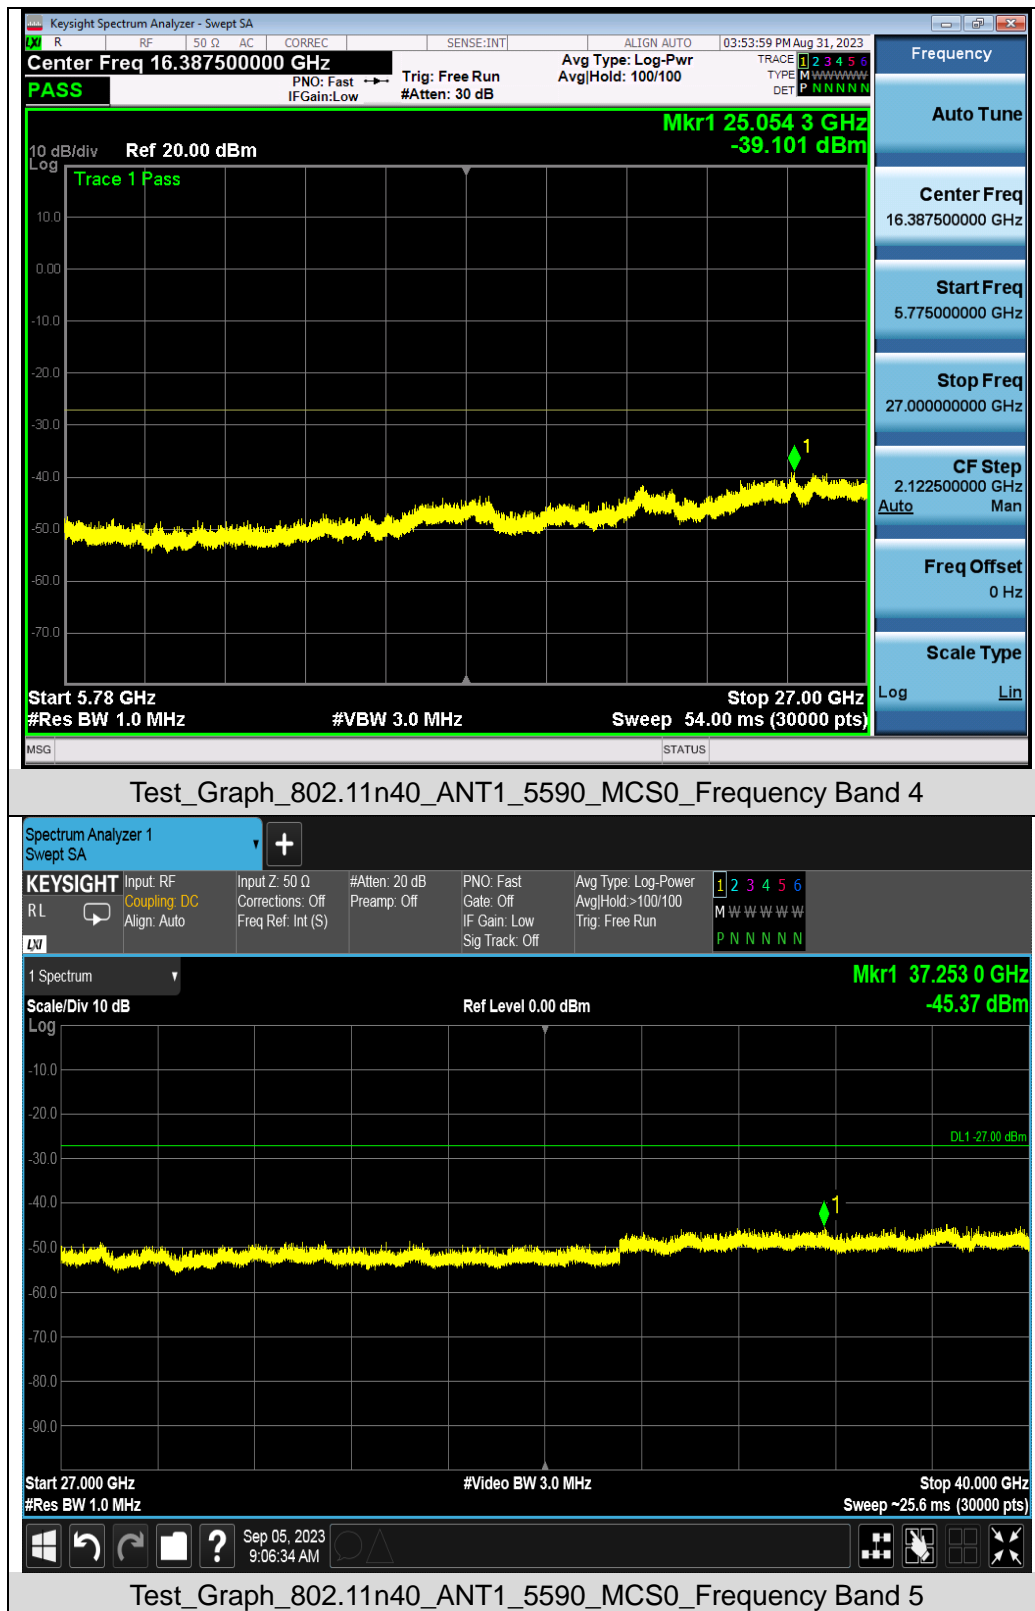 Keysight Spectrum Analyzer - Swept SA
LXI R RF 50 Ω AC CORREC SENSE:INT ALIGN AUTO 03:53:59 PM Aug 31, 2023
Center Freq 16.387500000 GHz
PASS
PNO: Fast
IFGain:Low
Trig: Free Run
#Atten: 30 dB
Avg Type: Log-Pwr
Avg|Hold: 100/100
TRACE 1 2 3 4 5 6
TYPE M WWWWW
DET P N N N N N
Mkr1 25.054 3 GHz
-39.101 dBm
10 dB/div Ref 20.00 dBm
Log
Trace 1 Pass
10.0
0.00
-10.0
-20.0
-30.0
-40.0
-50.0
-60.0
-70.0
1
Start 5.78 GHz Stop 27.00 GHz
#Res BW 1.0 MHz #VBW 3.0 MHz Sweep 54.00 ms (30000 pts)
MSG STATUS
Frequency
Auto Tune
Center Freq
16.387500000 GHz
Start Freq
5.775000000 GHz
Stop Freq
27.000000000 GHz
CF Step
2.122500000 GHz
Auto Man
Freq Offset
0 Hz
Scale Type
Log Lin
Test_Graph_802.11n40_ANT1_5590_MCS0_Frequency Band 4
Spectrum Analyzer 1
Swept SA
+
KEYSIGHT
R L
LXI
Input: RF
Coupling: DC
Align: Auto
Input Z: 50 Ω
Corrections: Off
Freq Ref: Int (S)
#Atten: 20 dB
Preamp: Off
PNO: Fast
Gate: Off
IF Gain: Low
Sig Track: Off
Avg Type: Log-Power
Avg|Hold:>100/100
Trig: Free Run
1 2 3 4 5 6
M W W W W W
P N N N N N
1 Spectrum
Mkr1 37.253 0 GHz
-45.37 dBm
Scale/Div 10 dB Ref Level 0.00 dBm
Log
-10.0
-20.0
DL1 -27.00 dBm
-30.0
-40.0
-50.0
-60.0
-70.0
-80.0
-90.0
1
Start 27.000 GHz #Video BW 3.0 MHz Stop 40.000 GHz
#Res BW 1.0 MHz Sweep ~25.6 ms (30000 pts)
?
Sep 05, 2023
9:06:34 AM
Test_Graph_802.11n40_ANT1_5590_MCS0_Frequency Band 5